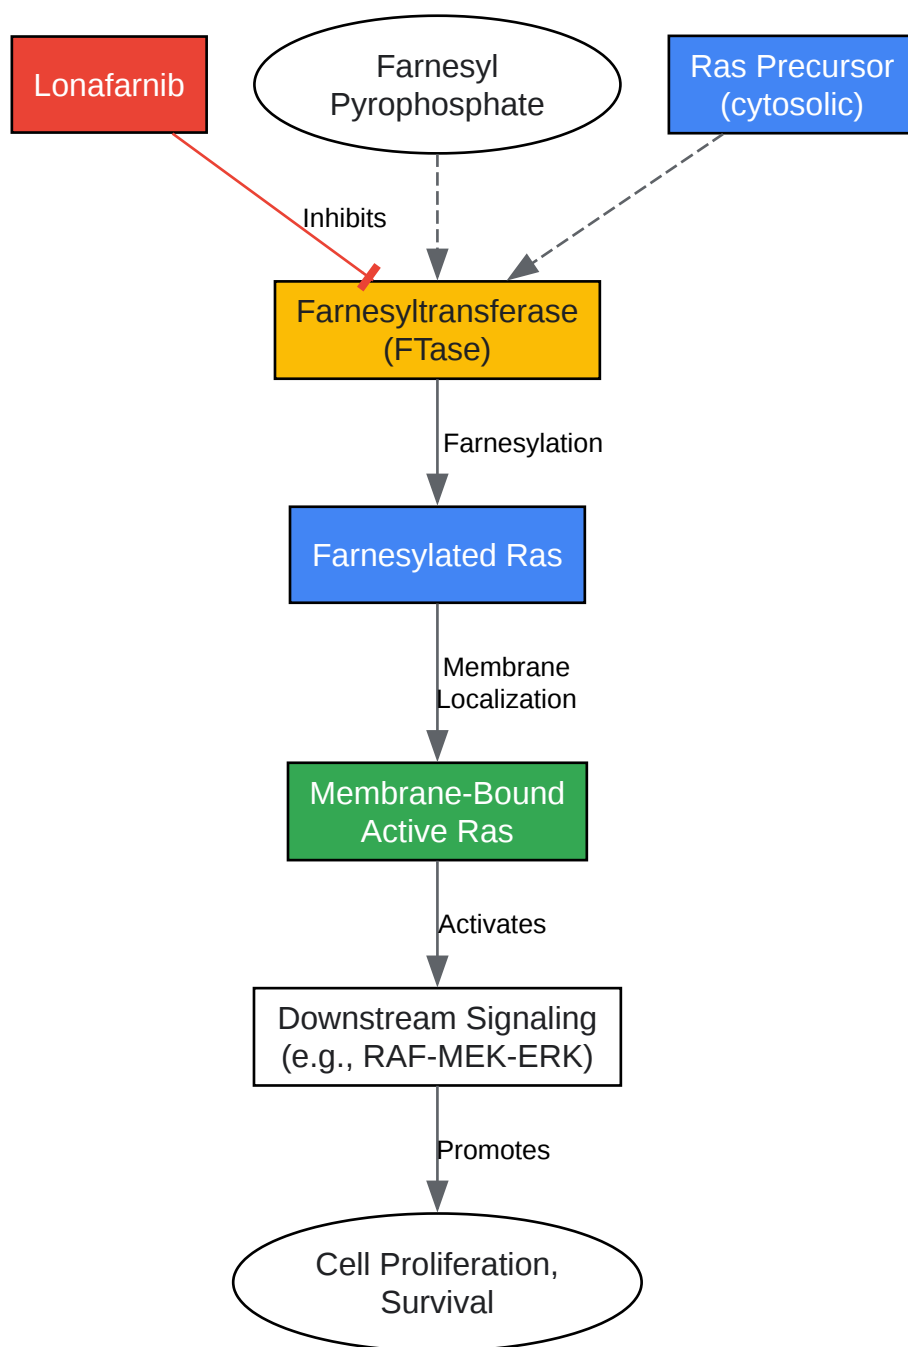 Lonafarnib
Farnesyl
Pyrophosphate
Ras Precursor
(cytosolic)
Inhibits
Farnesyltransferase
(FTase)
Farnesylation
Farnesylated Ras
Membrane
Localization
Membrane-Bound
Active Ras
Activates
Downstream Signaling
(e.g., RAF-MEK-ERK)
Promotes
Cell Proliferation,
Survival